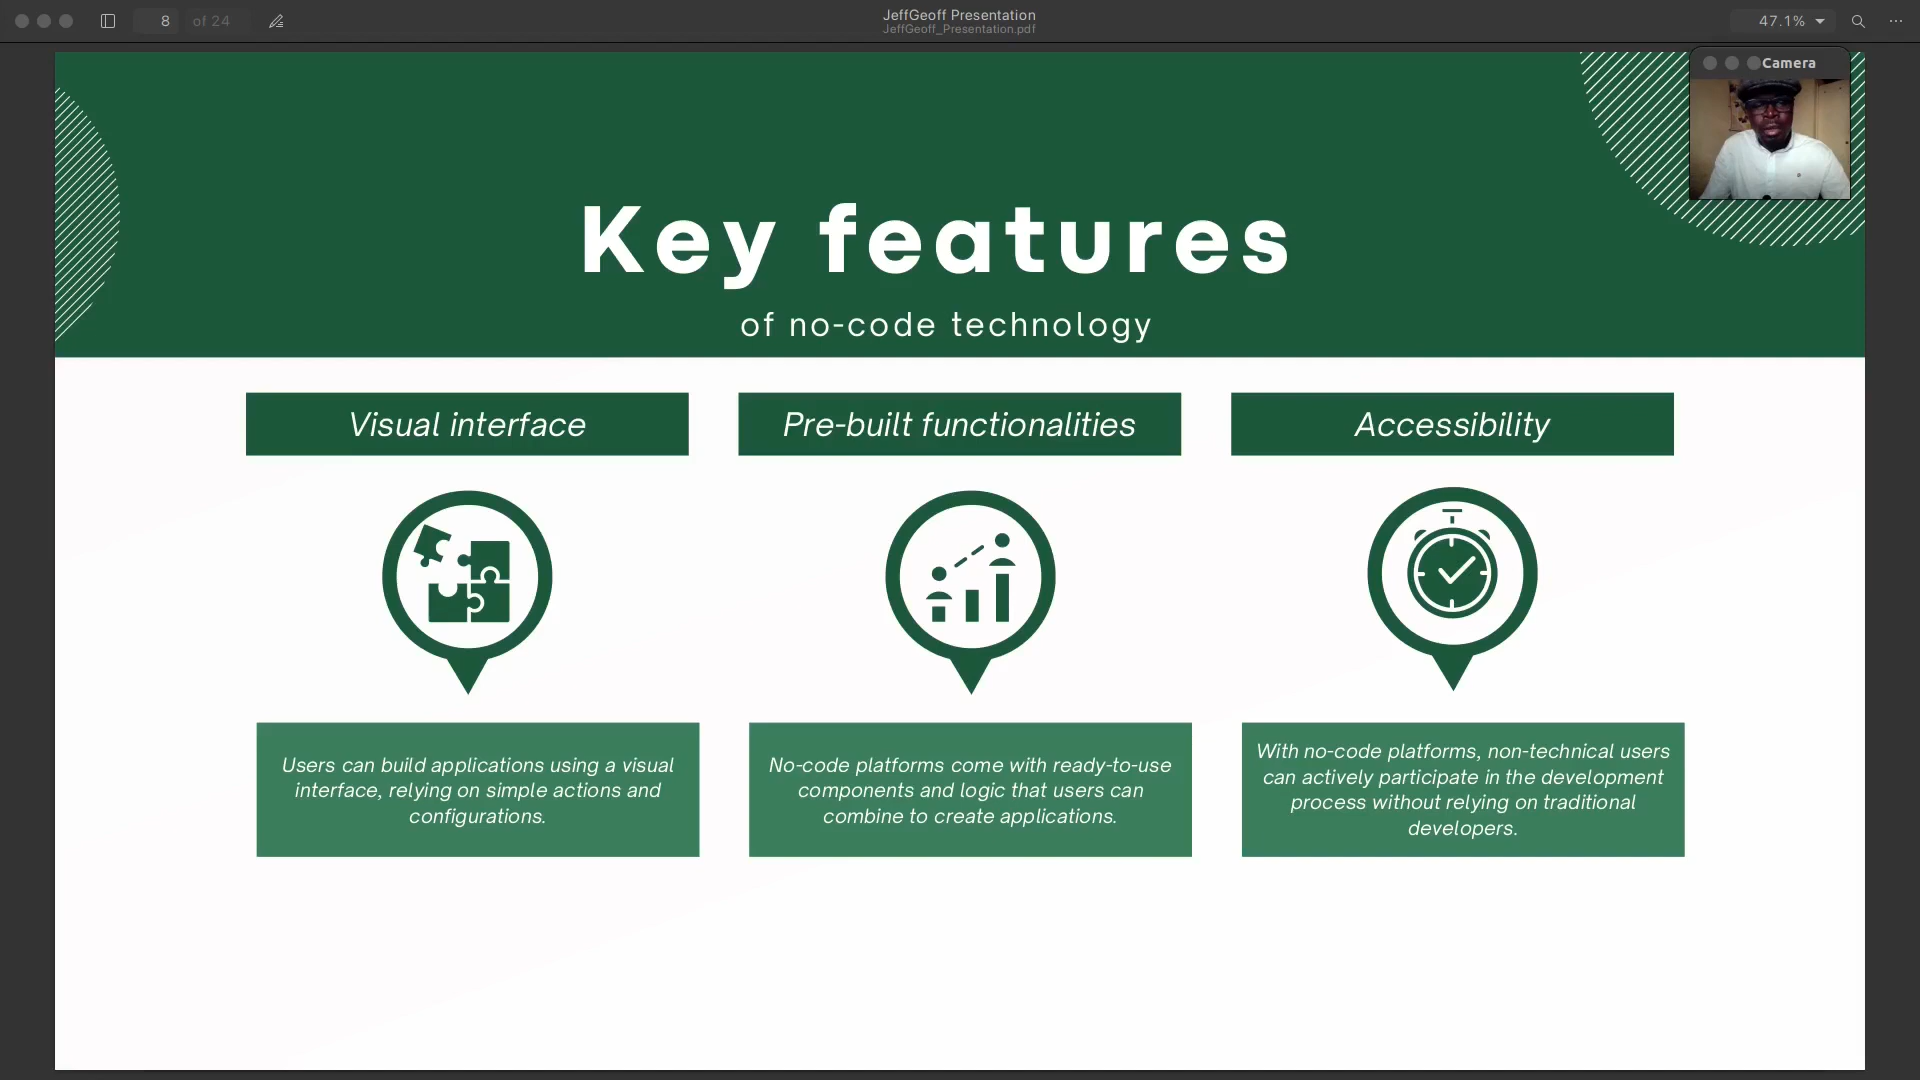 8 of 24
JeffGeoff Presentation
JeffGeoff_Presentation.pdf
47.1%
Camera
Key features
of no-code technology
Visual interface
Pre-built functionalities
Accessibility
Users can build applications using a visual
interface, relying on simple actions and
configurations.
No-code platforms come with ready-to-use
components and logic that users can
combine to create applications.
With no-code platforms, non-technical users
can actively participate in the development
process without relying on traditional
developers.